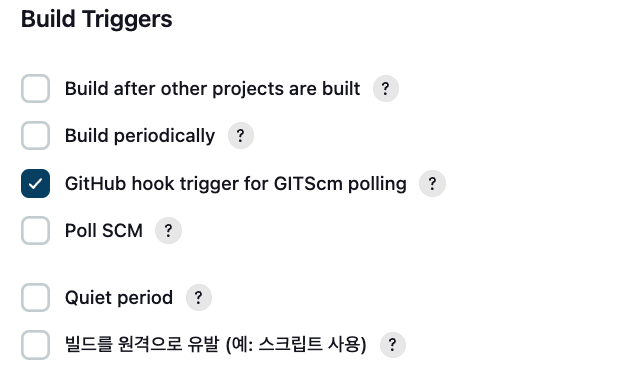 Build Triggers
Build after other projects are built ?
Build periodically ?
GitHub hook trigger for GITScm polling ?
Poll SCM ?
Quiet period ?
빌드를 원격으로 유발 (예: 스크립트 사용) ?